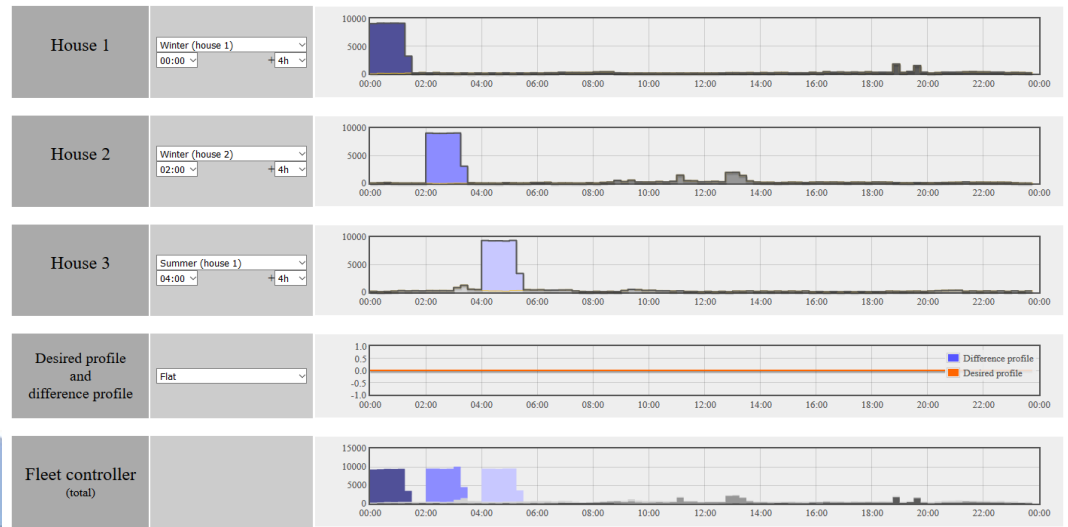 House 1
Winter (house 1)
00:00 + 4h
10000
5000
0
00:00 02:00 04:00 06:00 08:00 10:00 12:00 14:00 16:00 18:00 20:00 22:00 00:00
House 2
Winter (house 2)
02:00 + 4h
10000
5000
0
00:00 02:00 04:00 06:00 08:00 10:00 12:00 14:00 16:00 18:00 20:00 22:00 00:00
House 3
Summer (house 1)
04:00 + 4h
10000
5000
0
00:00 02:00 04:00 06:00 08:00 10:00 12:00 14:00 16:00 18:00 20:00 22:00 00:00
Desired profile
and
difference profile
Flat
1.0
0.5
0.0
-0.5
-1.0
Difference profile
Desired profile
00:00 02:00 04:00 06:00 08:00 10:00 12:00 14:00 16:00 18:00 20:00 22:00 00:00
Fleet controller
(total)
15000
10000
5000
0
00:00 02:00 04:00 06:00 08:00 10:00 12:00 14:00 16:00 18:00 20:00 22:00 00:00